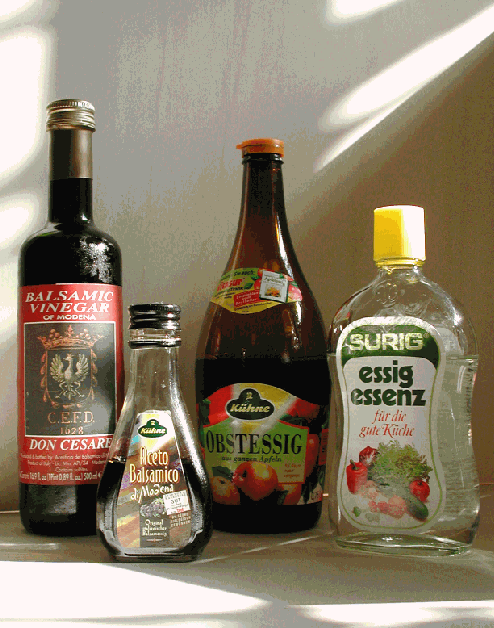 BALSAMIC
VINEGAR
OF MODENA
C.E.F.D.
1928
DON CESARE
Kühne
Aceto
Balsamico
di Modena
Kühne
OBSTESSIG
aus ganzen Äpfeln
SURIG
essig
essenz
für die
gute Küche